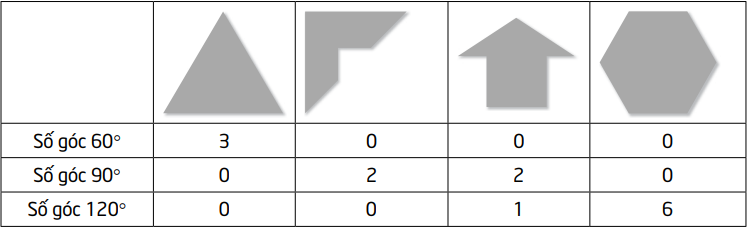 Số góc 60° 3 0 0 0
Số góc 90° 0 2 2 0
Số góc 120° 0 0 1 6